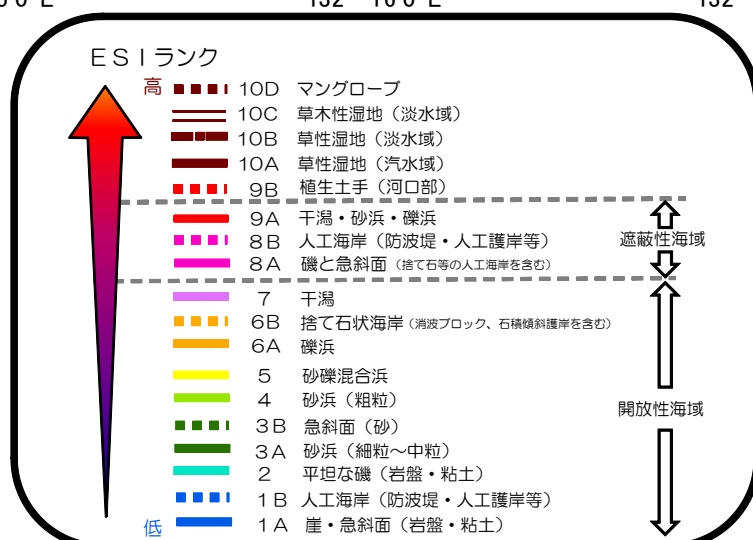 132
ＥＳＩランク
高 10D マングローブ
10C 草木性湿地（淡水域）
10B 草性湿地（淡水域）
10A 草性湿地（汽水域）
9B 植生土手（河口部）
9A 干潟・砂浜・礫浜
8B 人工海岸（防波堤・人工護岸等）
遮蔽性海域
8A 磯と急斜面（捨て石等の人工海岸を含む）
7 干潟
6B 捨て石状海岸（消波ブロック、石積傾斜護岸を含む）
6A 礫浜
5 砂礫混合浜
4 砂浜（粗粒）
開放性海域
3B 急斜面（砂）
3A 砂浜（細粒～中粒）
2 平坦な磯（岩盤・粘土）
1B 人工海岸（防波堤・人工護岸等）
低 1A 崖・急斜面（岩盤・粘土）